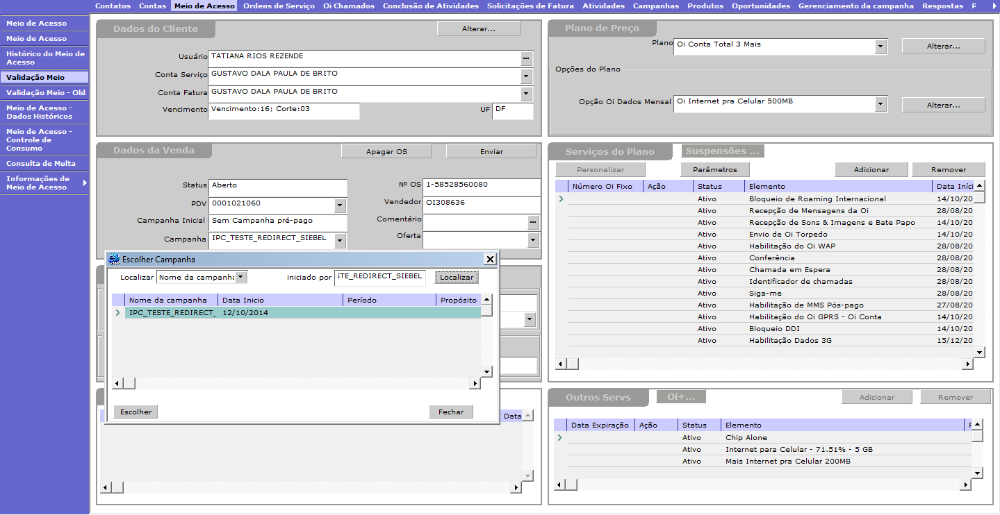 Contatos Contas Meio de Acesso Ordens de Serviço Oi Chamados Conclusão de Atividades Solicitações de Fatura Atividades Campanhas Produtos Oportunidades Gerenciamento da campanha Respostas
Meio de Acesso
Meio de Acesso
Histórico do Meio de
Acesso
Validação Meio
Validação Meio - Old
Meio de Acesso -
Dados Históricos
Meio de Acesso -
Controle de
Consumo
Consulta de Multa
Informações de
Meio de Acesso
Dados do Cliente
Alterar...
Usuário TATIANA RIOS REZENDE
Conta Serviço GUSTAVO DALA PAULA DE BRITO
Conta Fatura GUSTAVO DALA PAULA DE BRITO
Vencimento Vencimento:16; Corte:03 UF DF
Plano de Preço
Plano Oi Conta Total 3 Mais Alterar...
Opções do Plano
Opção Oi Dados Mensal Oi Internet pra Celular 500MB Alterar...
Dados da Venda
Apagar OS Enviar
Status Aberto Nº OS 1-58528560080
PDV 0001021060 Vendedor OI308636
Campanha Inicial Sem Campanha pré-pago Comentário
Campanha IPC_TESTE_REDIRECT_SIEBEL Oferta
Escolher Campanha
Localizar Nome da campanha iniciado por STE_REDIRECT_SIEBEL Localizar
Nome da campanha Data Inicio Período Propósito
IPC_TESTE_REDIRECT_ 12/10/2014
Escolher Fechar
Data
Serviços do Plano Suspensões ...
Personalizar Parâmetros Adicionar Remover
Número Oi Fixo Ação Status Elemento Data Iníci
Ativo Bloqueio de Roaming Internacional 14/10/20
Ativo Recepção de Mensagens da Oi 28/08/20
Ativo Recepção de Sons & Imagens e Bate Papo 14/10/20
Ativo Envio de Oi Torpedo 14/10/20
Ativo Habilitação do Oi WAP 28/08/20
Ativo Conferência 28/08/20
Ativo Chamada em Espera 28/08/20
Ativo Identificador de chamadas 28/08/20
Ativo Siga-me 28/08/20
Ativo Habilitação de MMS Pós-pago 27/08/20
Ativo Habilitação do Oi GPRS - Oi Conta 14/10/20
Ativo Bloqueio DDI 14/10/20
Ativo Habilitação Dados 3G 15/12/20
Outros Servs Oi+... Adicionar Remover
Data Expiração Ação Status Elemento
Ativo Chip Alone
Ativo Internet para Celular - 71.51% - 5 GB
Ativo Mais Internet pra Celular 200MB